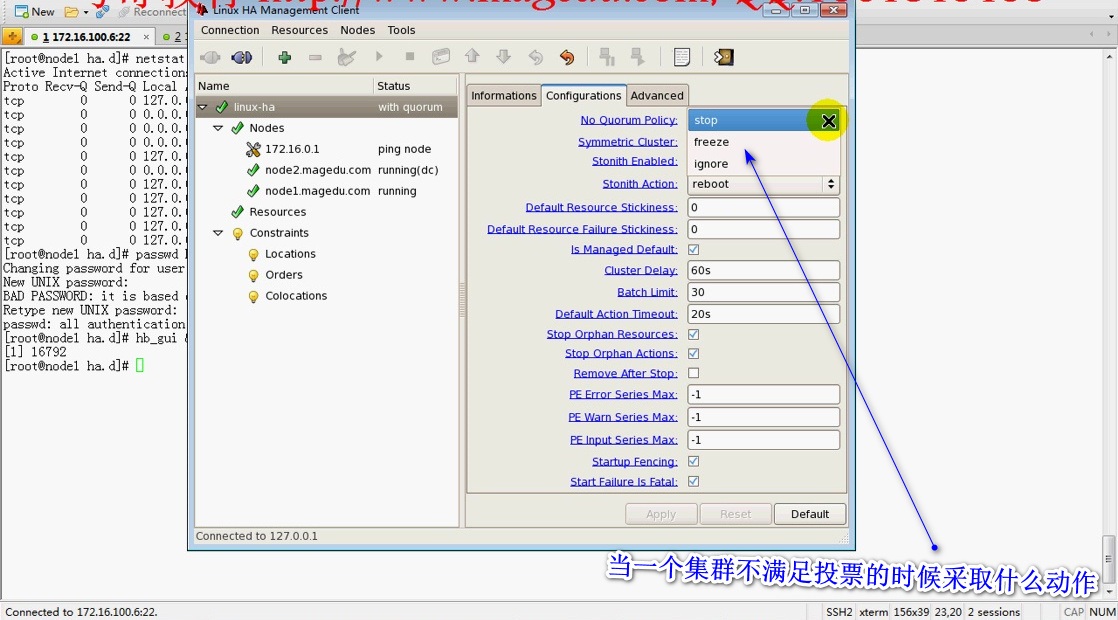 http://www.magedu.com, QQ
New
Reconnect
Linux HA Management Client
1 172.16.100.6:22
2
Connection Resources Nodes Tools
[root@node1 ha.d]# netstat
Active Internet connections
Proto Recv-Q Send-Q Local A
tcp 0 0 127.0.
tcp 0 0 0.0.0.
tcp 0 0 0.0.0.
tcp 0 0 0.0.0.
tcp 0 0 127.0.
tcp 0 0 0.0.0.
tcp 0 0 127.0.
tcp 0 0 127.0.
tcp 0 0 127.0.
tcp 0 0 127.0.
tcp 0 0 127.0.
[root@node1 ha.d]# passwd h
Changing password for user
New UNIX password:
BAD PASSWORD: it is based
Retype new UNIX password:
passwd: all authentication
[root@node1 ha.d]# hb_gui &
[1] 16792
[root@node1 ha.d]#
Name Status
linux-ha with quorum
Nodes
172.16.0.1 ping node
node2.magedu.com running(dc)
node1.magedu.com running
Resources
Constraints
Locations
Orders
Colocations
Informations Configurations Advanced
No Quorum Policy: stop
Symmetric Cluster: freeze
Stonith Enabled: ignore
Stonith Action: reboot
Default Resource Stickiness: 0
Default Resource Failure Stickiness: 0
Is Managed Default:
Cluster Delay: 60s
Batch Limit: 30
Default Action Timeout: 20s
Stop Orphan Resources:
Stop Orphan Actions:
Remove After Stop:
PE Error Series Max: -1
PE Warn Series Max: -1
PE Input Series Max: -1
Startup Fencing:
Start Failure Is Fatal:
Apply Reset Default
Connected to 127.0.0.1
当一个集群不满足投票的时候采取什么动作
Connected to 172.16.100.6:22. SSH2 xterm 156x39 23,20 2 sessions CAP NUM